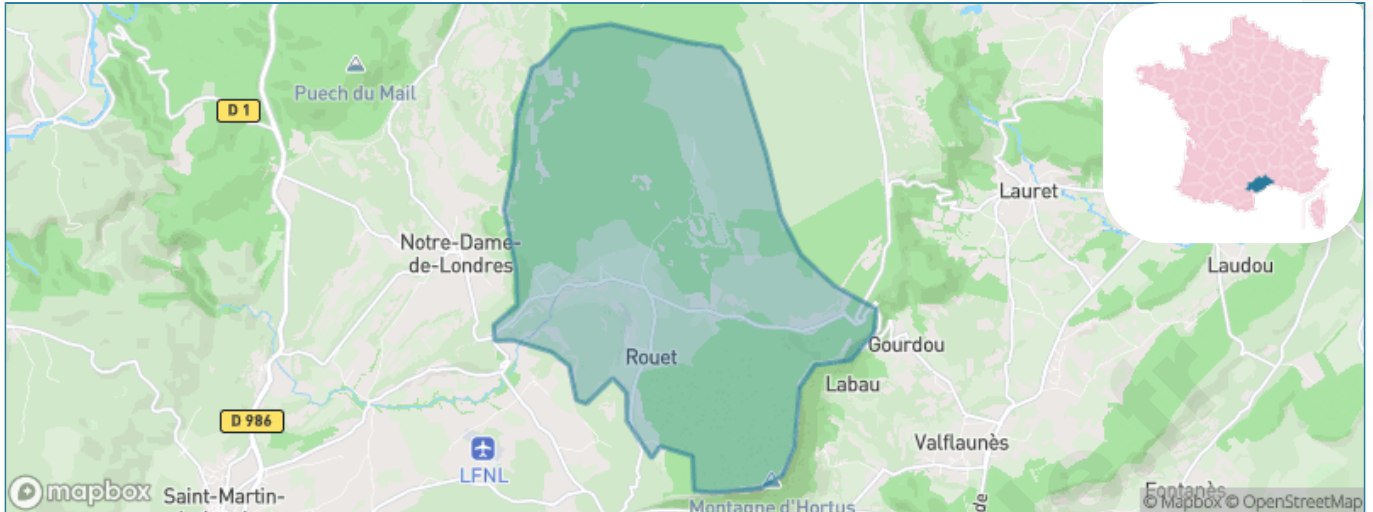 Puech du Mail
D 1
Lauret
Notre-Dame-
de-Londres
Laudou
Gourdou
Rouet
Labau
D 986
Valflaunès
LFNL
mapbox
Saint-Martin-
Montagne d'Hortus
de
Fontanès
© Mapbox © OpenStreetMap